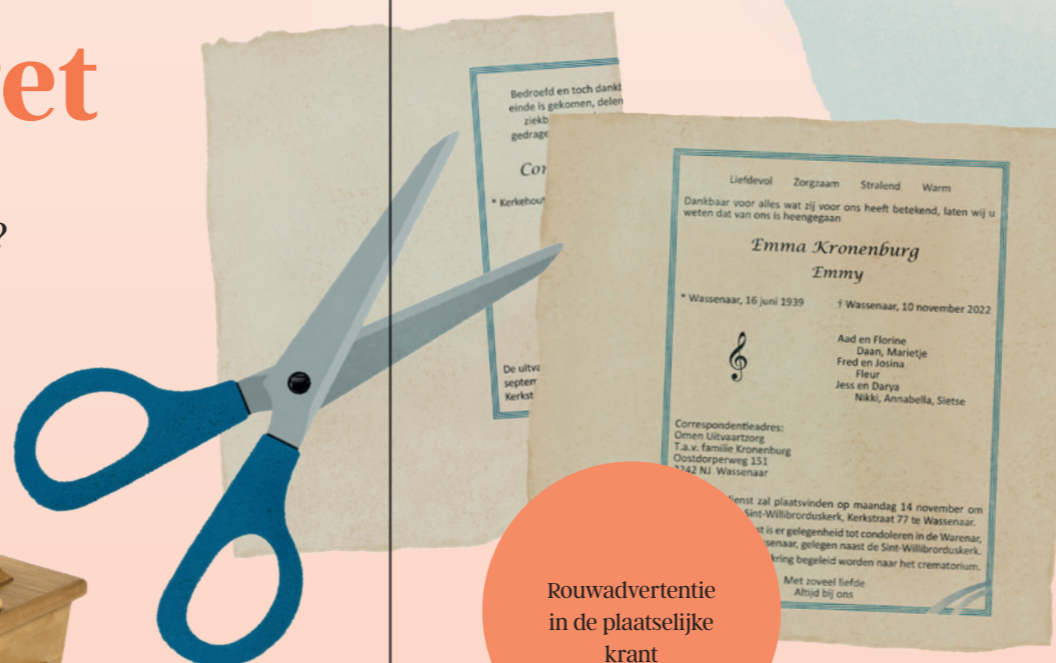 et
?
Bedroefd en toch dankb
einde is gekomen, delen
ziekb
gedrage
Cor
* Kerkehout
De uitva
septem
Kerkst
Liefdevol Zorgzaam Stralend Warm
Dankbaar voor alles wat zij voor ons heeft betekend, laten wij u
weten dat van ons is heengegaan
Emma Kronenburg
Emmy
* Wassenaar, 16 juni 1939 † Wassenaar, 10 november 2022
Aad en Florine
Daan, Marietje
Fred en Josina
Fleur
Jess en Darya
Nikki, Annabella, Sietse
Correspondentieadres:
Omen Uitvaartzorg
T.a.v. familie Kronenburg
Oostdorperweg 151
2242 NJ Wassenaar
ienst zal plaatsvinden op maandag 14 november om
Sint-Willibrorduskerk, Kerkstraat 77 te Wassenaar.
st is er gelegenheid tot condoleren in de Warenar,
senaar, gelegen naast de Sint-Willibrorduskerk.
kring begeleid worden naar het crematorium.
Met zoveel liefde
Altijd bij ons
Rouwadvertentie
in de plaatselijke
krant